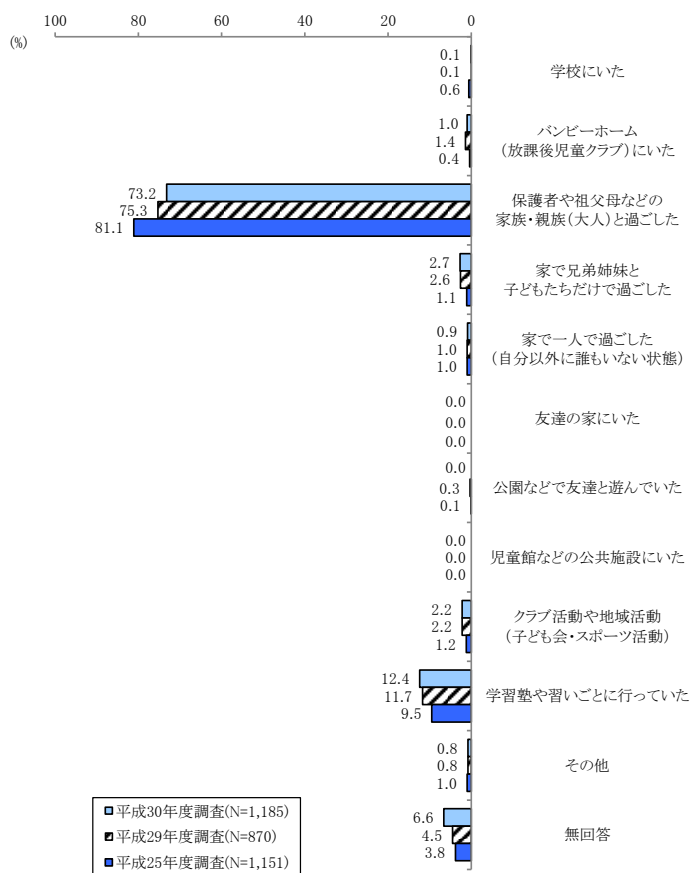 100 80 60 40 20 0
(%)
0.1
0.1
0.6
学校にいた
1.0
1.4
0.4
バンビーホーム
(放課後児童クラブ)にいた
73.2
75.3
81.1
保護者や祖父母などの
家族・親族(大人)と過ごした
2.7
2.6
1.1
家で兄弟姉妹と
子どもたちだけで過ごした
0.9
1.0
1.0
家で一人で過ごした
(自分以外に誰もいない状態)
0.0
0.0
0.0
友達の家にいた
0.0
0.3
0.1
公園などで友達と遊んでいた
0.0
0.0
0.0
児童館などの公共施設にいた
2.2
2.2
1.2
クラブ活動や地域活動
(子ども会・スポーツ活動)
12.4
11.7
9.5
学習塾や習いごとに行っていた
0.8
0.8
1.0
その他
6.6
4.5
3.8
無回答
平成30年度調査(N=1,185)
平成29年度調査(N=870)
平成25年度調査(N=1,151)